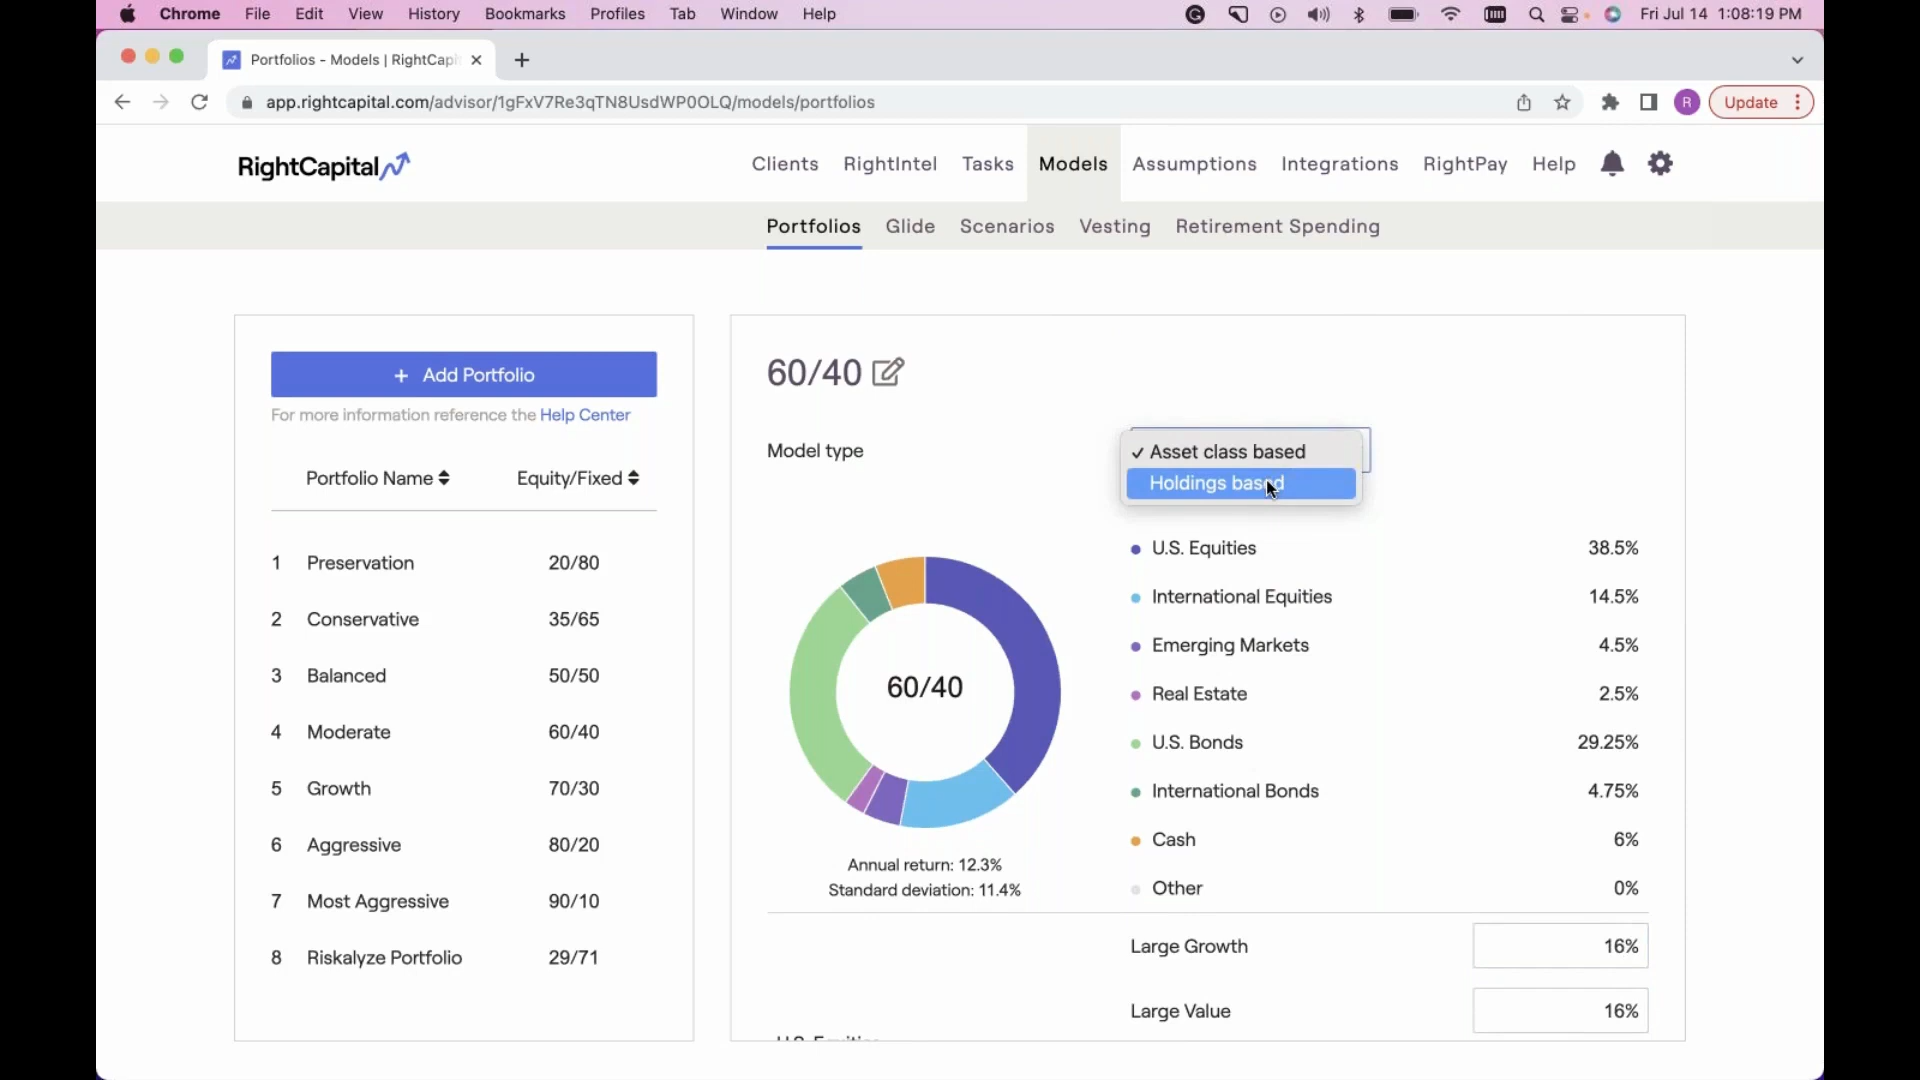 Chrome File Edit View History Bookmarks Profiles Tab Window Help Fri Jul 14 1:08:19 PM
Portfolios - Models | RightCapi
app.rightcapital.com/advisor/1gFxV7Re3qTN8UsdWP0OLQ/models/portfolios R Update
RightCapital Clients RightIntel Tasks Models Assumptions Integrations RightPay Help
Portfolios Glide Scenarios Vesting Retirement Spending
+ Add Portfolio
For more information reference the Help Center
Portfolio Name Equity/Fixed
1 Preservation 20/80
2 Conservative 35/65
3 Balanced 50/50
4 Moderate 60/40
5 Growth 70/30
6 Aggressive 80/20
7 Most Aggressive 90/10
8 Riskalyze Portfolio 29/71
60/40
Model type
✓ Asset class based
Holdings based
60/40
Annual return: 12.3%
Standard deviation: 11.4%
U.S. Equities 38.5%
International Equities 14.5%
Emerging Markets 4.5%
Real Estate 2.5%
U.S. Bonds 29.25%
International Bonds 4.75%
Cash 6%
Other 0%
Large Growth 16%
Large Value 16%
U.S. Equities